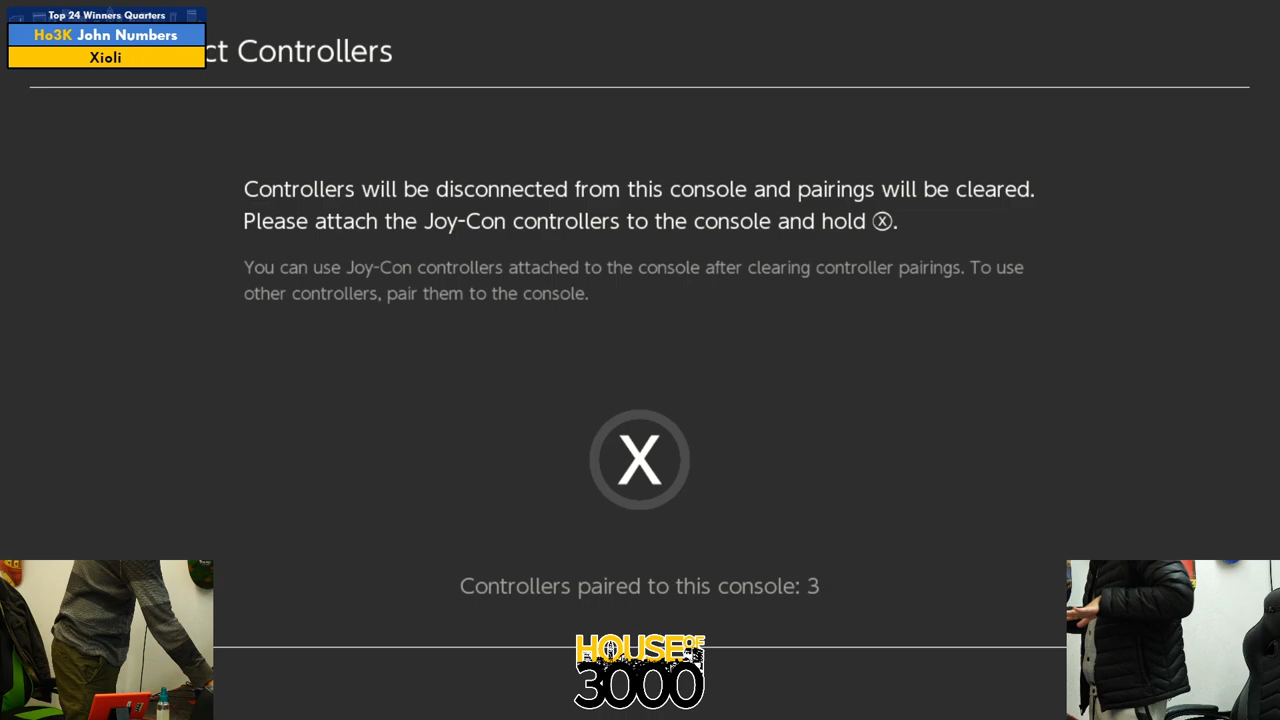 Top 24 Winners Quarters
Ho3K John Numbers
Xioli
ct Controllers
Controllers will be disconnected from this console and pairings will be cleared.
Please attach the Joy-Con controllers to the console and hold Ⓧ.
You can use Joy-Con controllers attached to the console after clearing controller pairings. To use
other controllers, pair them to the console.
X
Controllers paired to this console: 3
HOUSE OF
3000